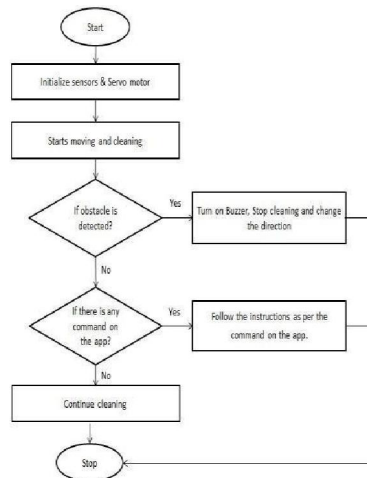 Start
Initialize sensors & Servo motor
Starts moving and cleaning
If obstacle is
detected?
Yes
Turn on Buzzer, Stop cleaning and change
the direction
No
If there is any
command on
the app?
Yes
Follow the instructions as per the
command on the app.
No
Continue cleaning
Stop